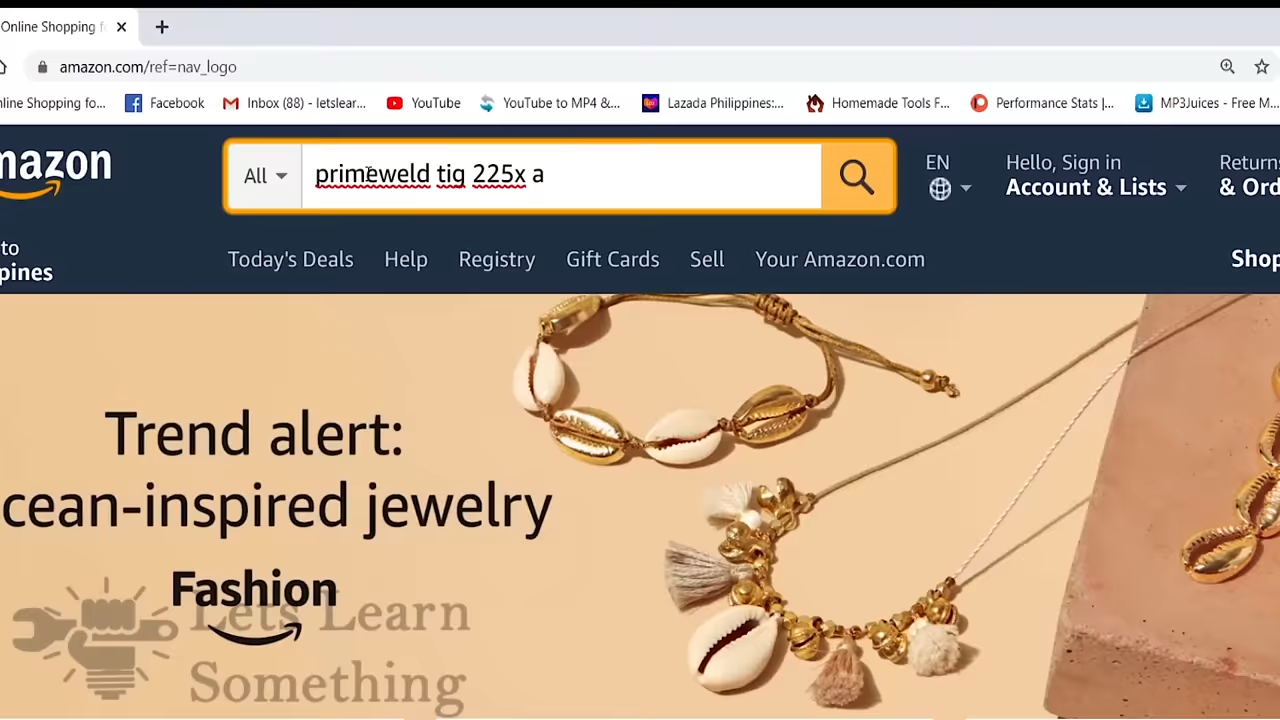 Online Shopping f
amazon.com/ref=nav_logo
nline Shopping fo... Facebook Inbox (88) - letslear... YouTube YouTube to MP4 &... Lazada Philippines:... Homemade Tools F... Performance Stats |... MP3Juices - Free M...
mazon All primeweld tig 225x a EN Hello, Sign in Account & Lists Returns & Ord
to
pines Today's Deals Help Registry Gift Cards Sell Your Amazon.com Shop
Trend alert:
cean-inspired jewelry
Fashion
Lets Learn
Something